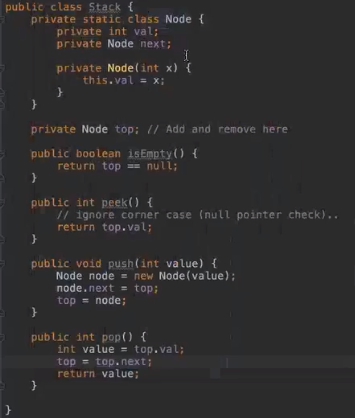 public class Stack {
    private static class Node {
        private int val;
        private Node next;

        private Node(int x) {
            this.val = x;
        }
    }

    private Node top; // Add and remove here

    public boolean isEmpty() {
        return top == null;
    }

    public int peek() {
        // ignore corner case (null pointer check)..
        return top.val;
    }

    public void push(int value) {
        Node node = new Node(value);
        node.next = top;
        top = node;
    }

    public int pop() {
        int value = top.val;
        top = top.next;
        return value;
    }

}